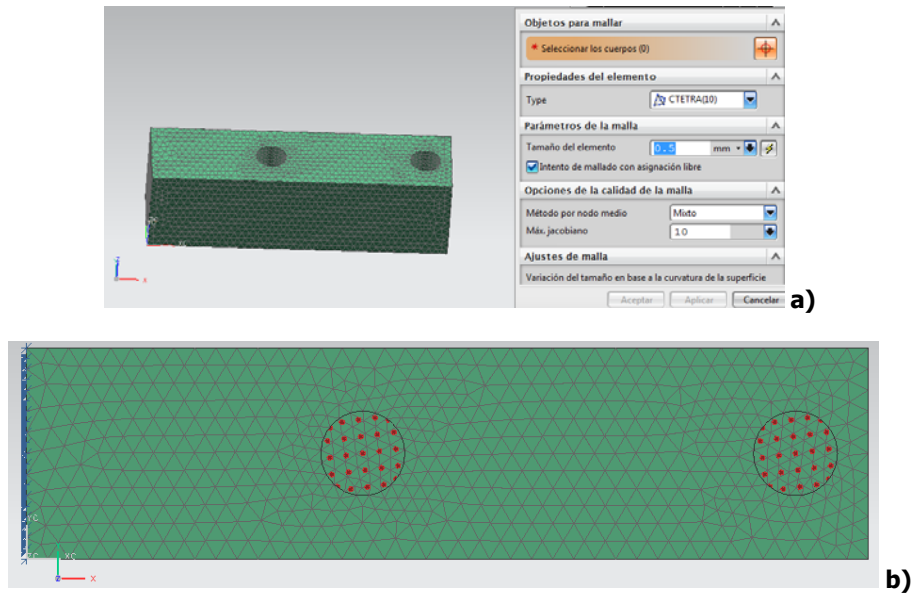 Objetos para mallar
* Seleccionar los cuerpos (0)
Propiedades del elemento
Type CTETRA(10)
Parámetros de la malla
Tamaño del elemento 0.5 mm
Intento de mallado con asignación libre
Opciones de la calidad de la malla
Método por nodo medio Mixto
Máx. jacobiano 10
Ajustes de malla
Variación del tamaño en base a la curvatura de la superficie
Aceptar Aplicar Cancelar
a)
x
YC
ZC XC
x
b)